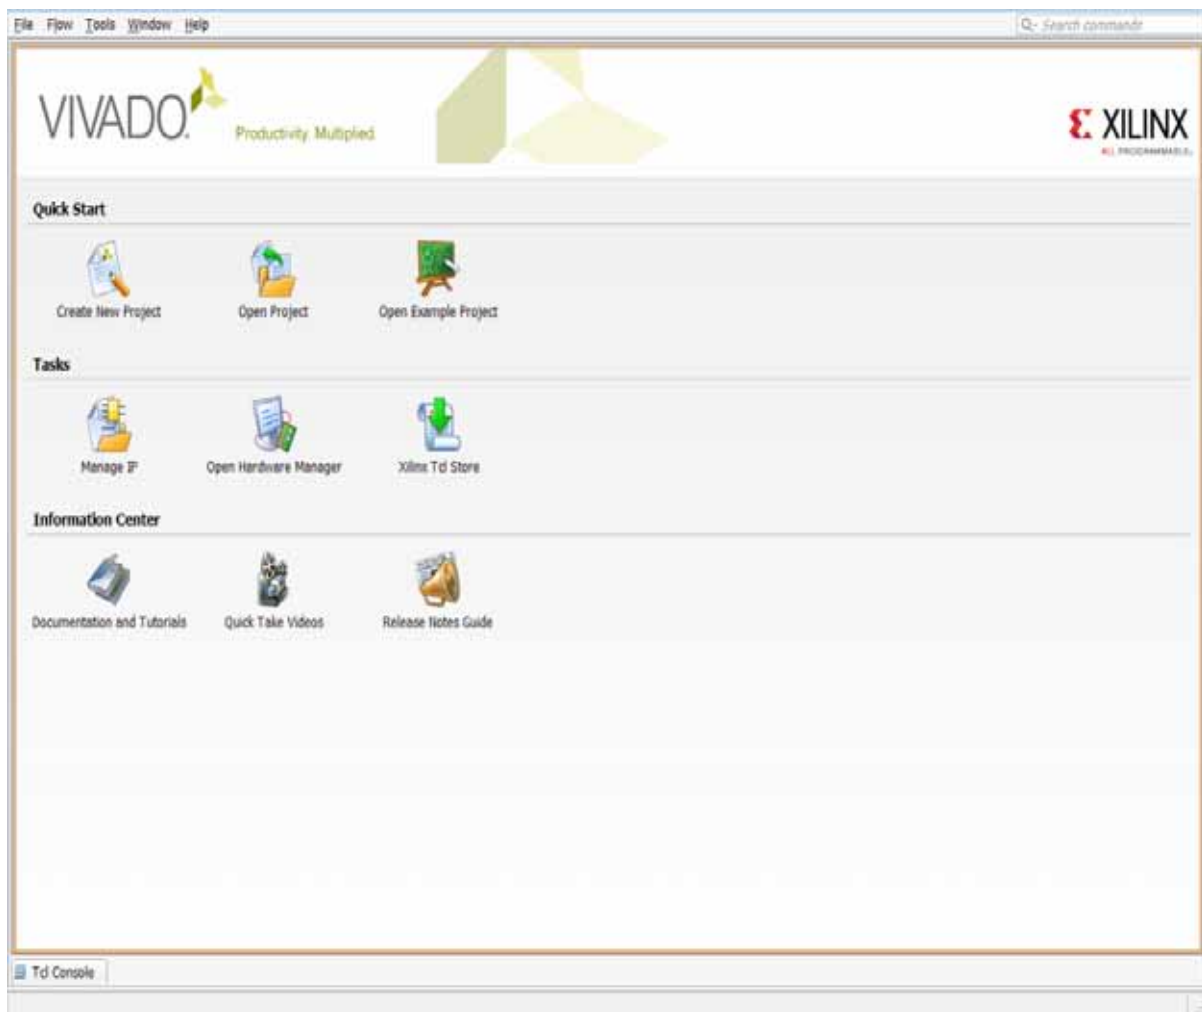 File Flow Tools Window Help
Search commands
VIVADO.
Productivity Multiplied
XILINX
ALL PROGRAMMABLE
Quick Start
Create New Project Open Project Open Example Project
Tasks
Manage IP Open Hardware Manager Xilinx Tcl Store
Information Center
Documentation and Tutorials Quick Take Videos Release Notes Guide
Tcl Console